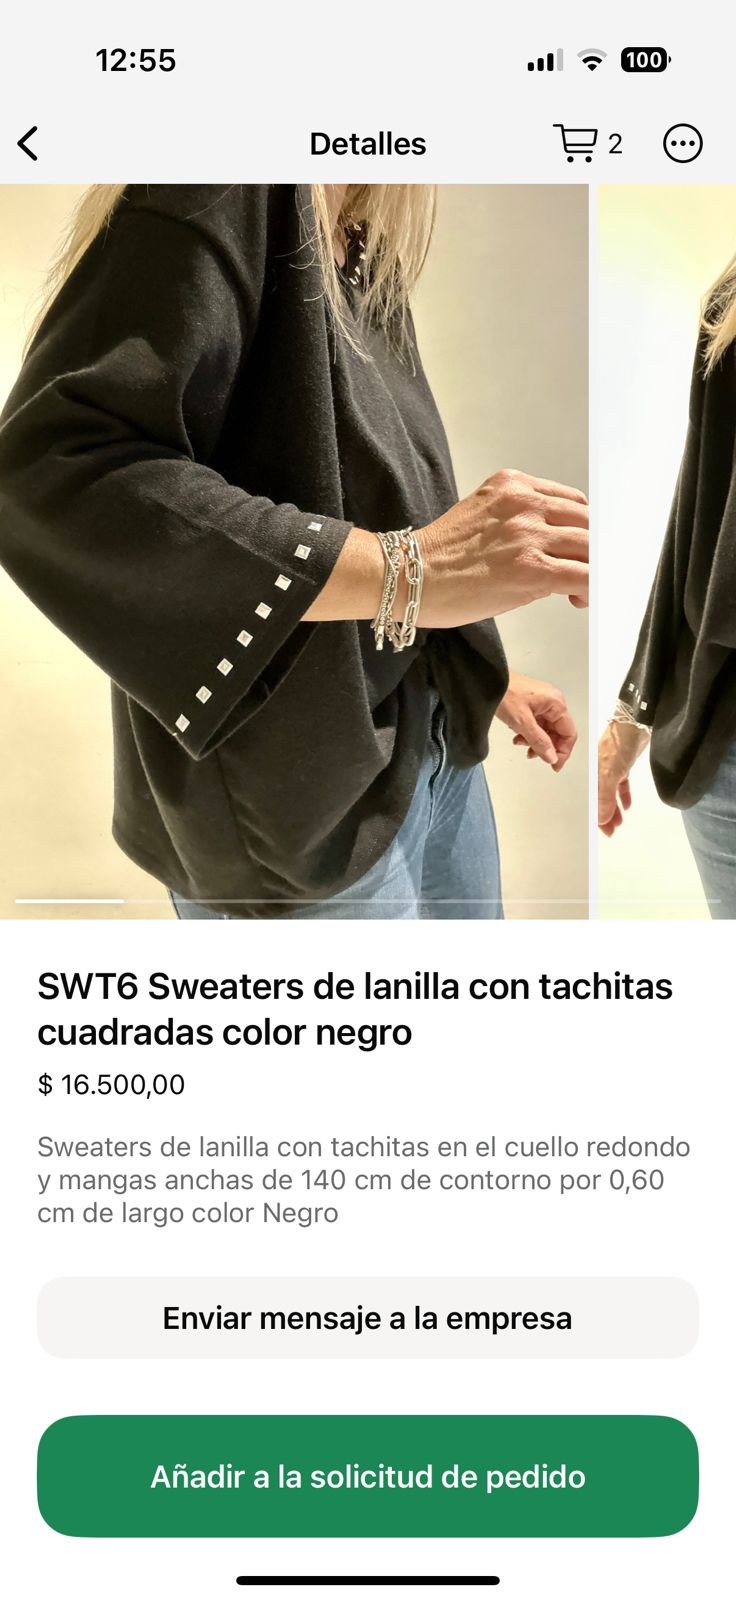 12:55
100
Detalles
2
SWT6 Sweaters de lanilla con tachitas
cuadradas color negro
$ 16.500,00
Sweaters de lanilla con tachitas en el cuello redondo
y mangas anchas de 140 cm de contorno por 0,60
cm de largo color Negro
Enviar mensaje a la empresa
Añadir a la solicitud de pedido